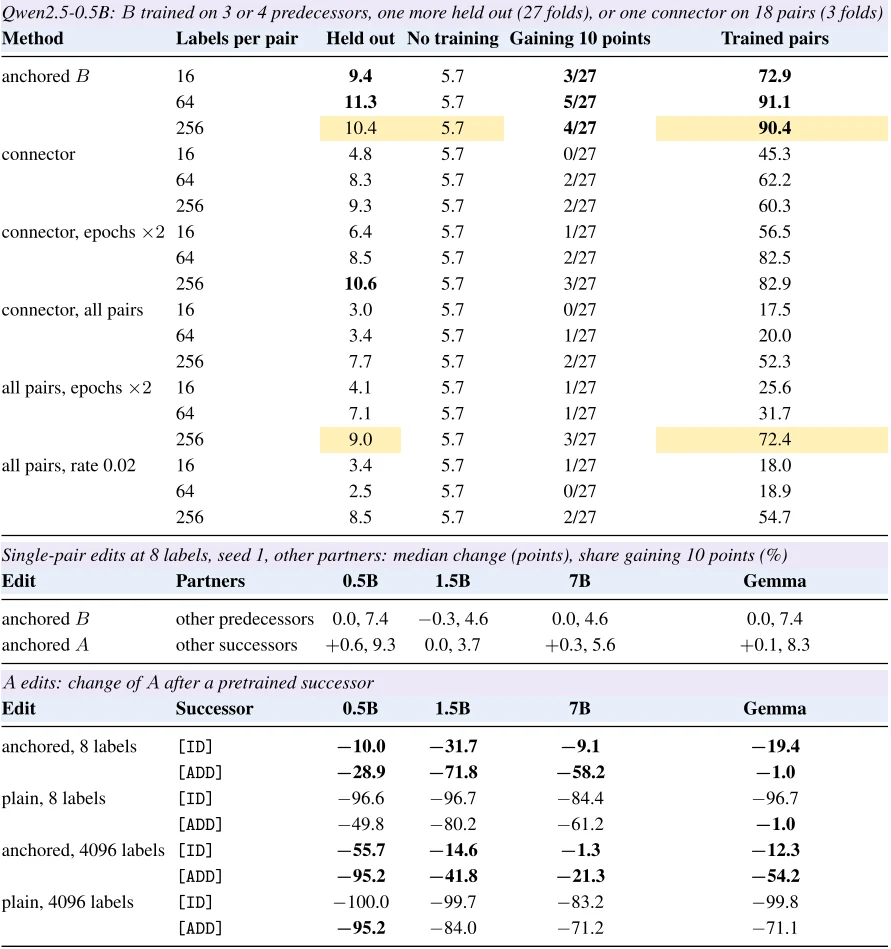 Qwen2.5-0.5B: B trained on 3 or 4 predecessors, one more held out (27 folds), or one connector on 18 pairs (3 folds)
Method Labels per pair Held out No training Gaining 10 points Trained pairs
anchored B 16 9.4 5.7 3/27 72.9
64 11.3 5.7 5/27 91.1
256 10.4 5.7 4/27 90.4
connector 16 4.8 5.7 0/27 45.3
64 8.3 5.7 2/27 62.2
256 9.3 5.7 2/27 60.3
connector, epochs ×2 16 6.4 5.7 1/27 56.5
64 8.5 5.7 2/27 82.5
256 10.6 5.7 3/27 82.9
connector, all pairs 16 3.0 5.7 0/27 17.5
64 3.4 5.7 1/27 20.0
256 7.7 5.7 2/27 52.3
all pairs, epochs ×2 16 4.1 5.7 1/27 25.6
64 7.1 5.7 1/27 31.7
256 9.0 5.7 3/27 72.4
all pairs, rate 0.02 16 3.4 5.7 1/27 18.0
64 2.5 5.7 0/27 18.9
256 8.5 5.7 2/27 54.7
Single-pair edits at 8 labels, seed 1, other partners: median change (points), share gaining 10 points (%)
Edit Partners 0.5B 1.5B 7B Gemma
anchored B other predecessors 0.0, 7.4 −0.3, 4.6 0.0, 4.6 0.0, 7.4
anchored A other successors +0.6, 9.3 0.0, 3.7 +0.3, 5.6 +0.1, 8.3
A edits: change of A after a pretrained successor
Edit Successor 0.5B 1.5B 7B Gemma
anchored, 8 labels [ID] −10.0 −31.7 −9.1 −19.4
[ADD] −28.9 −71.8 −58.2 −1.0
plain, 8 labels [ID] −96.6 −96.7 −84.4 −96.7
[ADD] −49.8 −80.2 −61.2 −1.0
anchored, 4096 labels [ID] −55.7 −14.6 −1.3 −12.3
[ADD] −95.2 −41.8 −21.3 −54.2
plain, 4096 labels [ID] −100.0 −99.7 −83.2 −99.8
[ADD] −95.2 −84.0 −71.2 −71.1